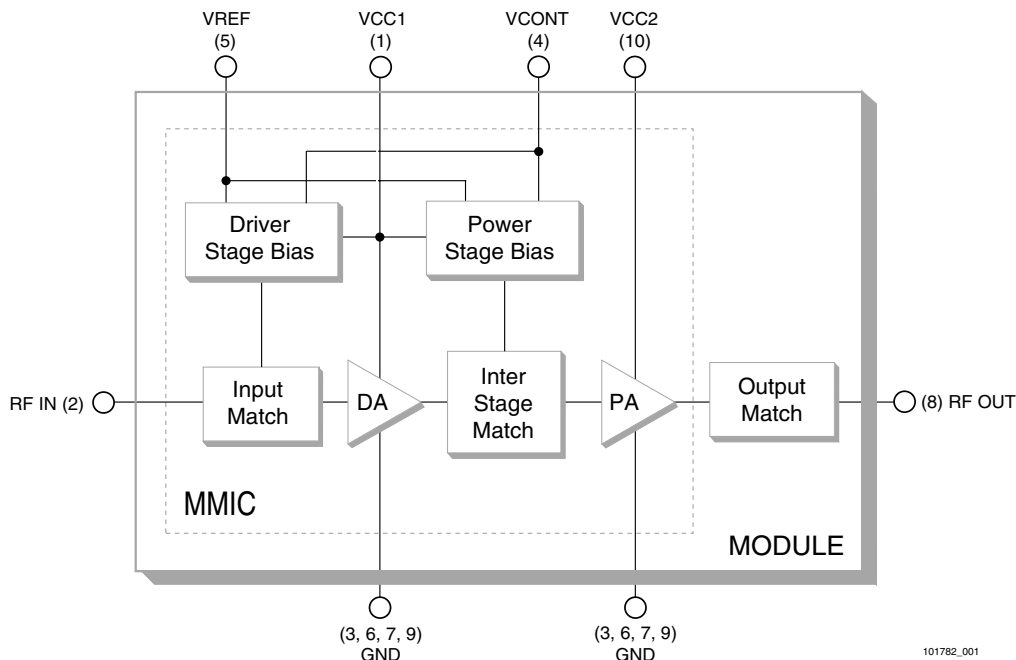 VREF
(5)
VCC1
(1)
VCONT
(4)
VCC2
(10)
Driver
Stage Bias
Power
Stage Bias
RF IN (2)
Input
Match
DA
Inter
Stage
Match
PA
Output
Match
(8) RF OUT
MMIC
MODULE
(3, 6, 7, 9)
GND
(3, 6, 7, 9)
GND
101782_001